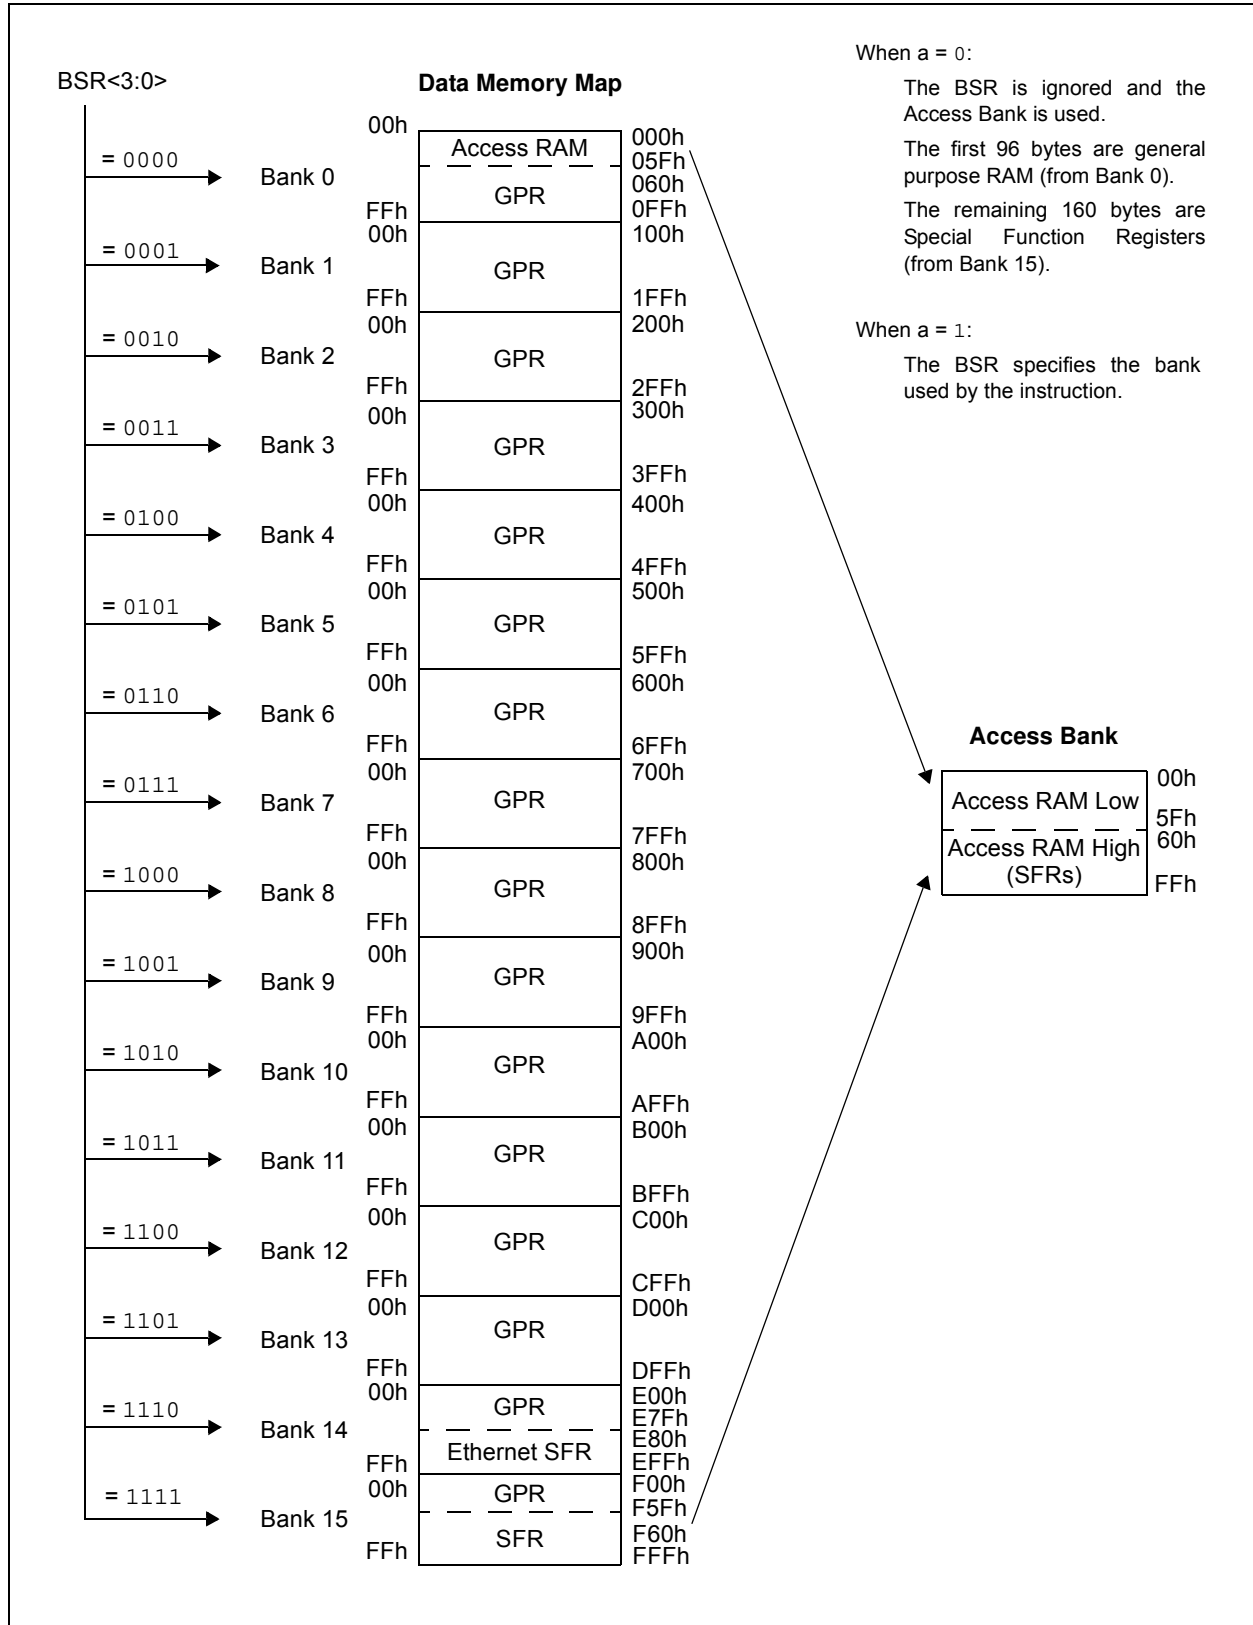 BSR<3:0>
Data Memory Map
When a = 0:
The BSR is ignored and the
Access Bank is used.
The first 96 bytes are general
purpose RAM (from Bank 0).
The remaining 160 bytes are
Special Function Registers
(from Bank 15).
When a = 1:
The BSR specifies the bank
used by the instruction.
= 0000
Bank 0
00h
Access RAM
000h
05Fh
GPR
060h
FFh
0FFh
= 0001
Bank 1
00h
100h
GPR
FFh
1FFh
= 0010
Bank 2
00h
200h
GPR
FFh
2FFh
= 0011
Bank 3
00h
300h
GPR
FFh
3FFh
= 0100
Bank 4
00h
400h
GPR
FFh
4FFh
= 0101
Bank 5
00h
500h
GPR
FFh
5FFh
= 0110
Bank 6
00h
600h
GPR
FFh
6FFh
= 0111
Bank 7
00h
700h
GPR
FFh
7FFh
= 1000
Bank 8
00h
800h
GPR
FFh
8FFh
= 1001
Bank 9
00h
900h
GPR
FFh
9FFh
= 1010
Bank 10
00h
A00h
GPR
FFh
AFFh
= 1011
Bank 11
00h
B00h
GPR
FFh
BFFh
= 1100
Bank 12
00h
C00h
GPR
FFh
CFFh
= 1101
Bank 13
00h
D00h
GPR
FFh
DFFh
= 1110
Bank 14
00h
E00h
GPR
E7Fh
E80h
Ethernet SFR
FFh
EFFh
= 1111
Bank 15
00h
F00h
GPR
F5Fh
F60h
SFR
FFh
FFFh
Access Bank
00h
Access RAM Low
5Fh
60h
Access RAM High
(SFRs)
FFh